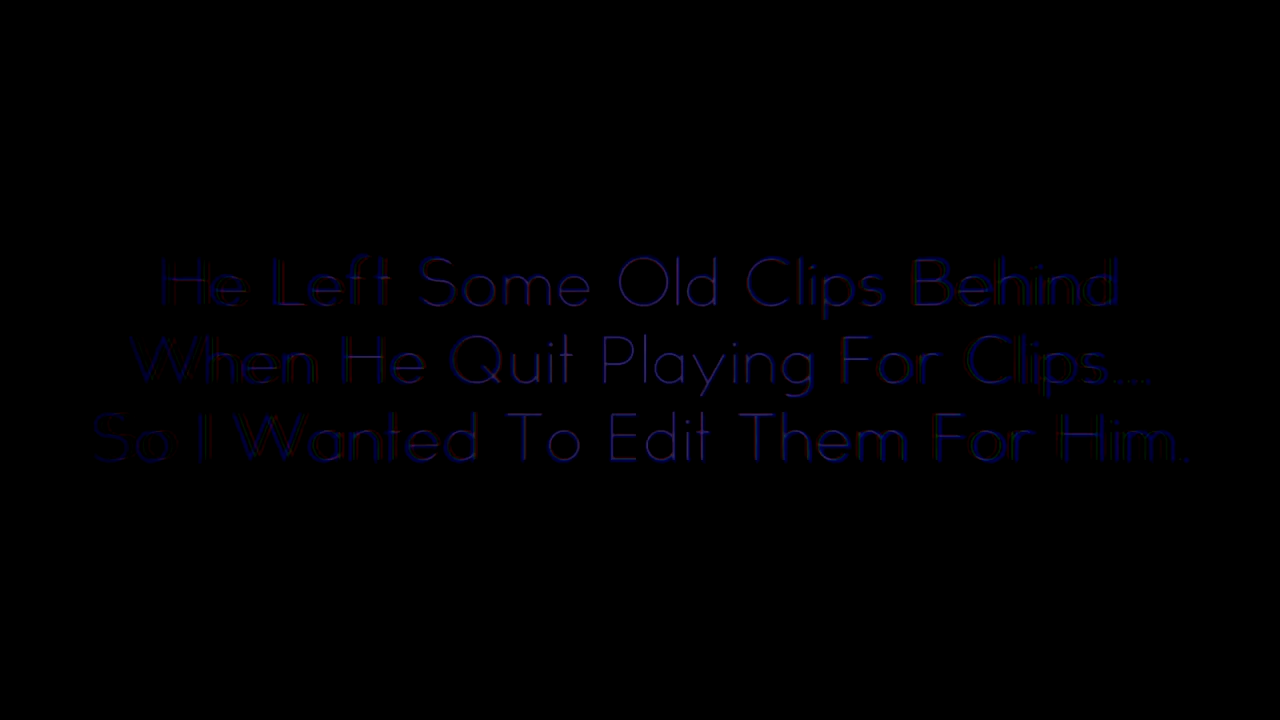 He Left Some Old Clips Behind
When He Quit Playing For Clips....
So I Wanted To Edit Them For Him.